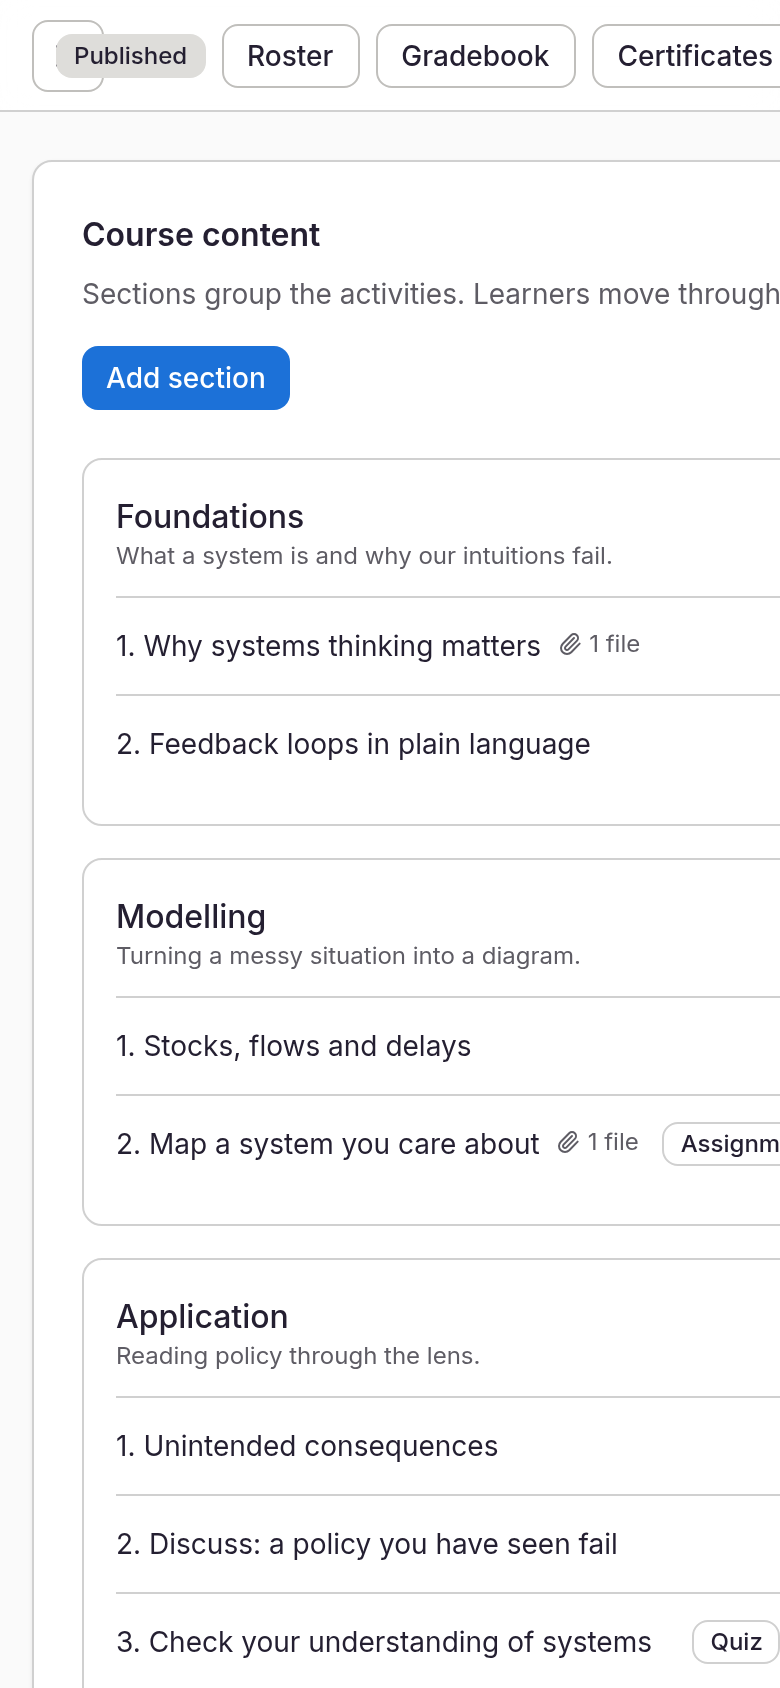 Published Roster Gradebook Certificates
Course content
Sections group the activities. Learners move through
Add section
Foundations
What a system is and why our intuitions fail.
1. Why systems thinking matters 1 file
2. Feedback loops in plain language
Modelling
Turning a messy situation into a diagram.
1. Stocks, flows and delays
2. Map a system you care about 1 file Assignm
Application
Reading policy through the lens.
1. Unintended consequences
2. Discuss: a policy you have seen fail
3. Check your understanding of systems Quiz